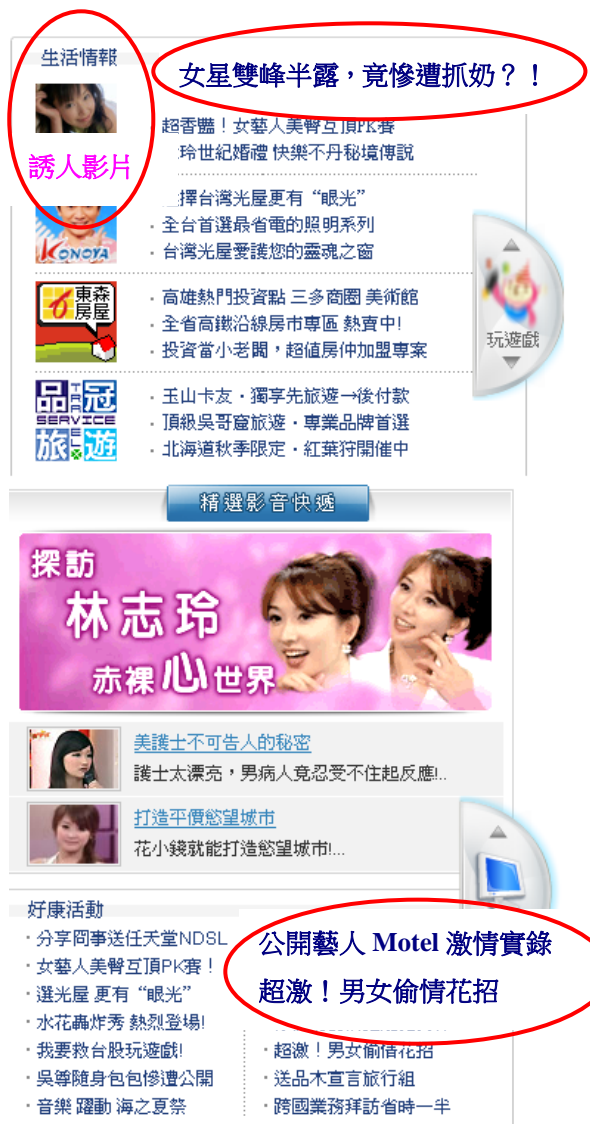 生活情報
女星雙峰半露，竟慘遭抓奶？！
誘人影片
超香豔！女藝人美臀互頂PK賽
玲世紀婚禮 快樂不丹秘境傳說
擇台灣光屋更有“眼光”
· 全台首選最省電的照明系列
· 台灣光屋愛護您的靈魂之窗
KONOYA
東森房屋
· 高雄熱門投資點 三多商圈 美術館
· 全省高鐵沿線房市專區 熱賣中!
· 投資當小老闆，超值房仲加盟專案
玩遊戲
品冠
TRAVEL
SERVICE
旅遊
· 玉山卡友．獨享先旅遊→後付款
· 頂級吳哥窟旅遊．專業品牌首選
· 北海道秋季限定．紅葉狩開催中
精選影音快遞
探訪
林志玲
赤裸心世界
美護士不可告人的秘密
護士太漂亮，男病人竟忍受不住起反應!..
打造平價慾望城市
花小錢就能打造慾望城市!...
好康活動
· 分享囧事送任天堂NDSL
· 女藝人美臀互頂PK賽！
· 選光屋 更有“眼光”
· 水花轟炸秀 熱烈登場!
· 我要救台股玩遊戲!
· 吳尊隨身包包慘遭公開
· 音樂 躍動 海之夏祭
公開藝人 Motel 激情實錄
超激！男女偷情花招
· 超激！男女偷情花招
· 送品木宣言旅行組
· 跨國業務拜訪省時一半